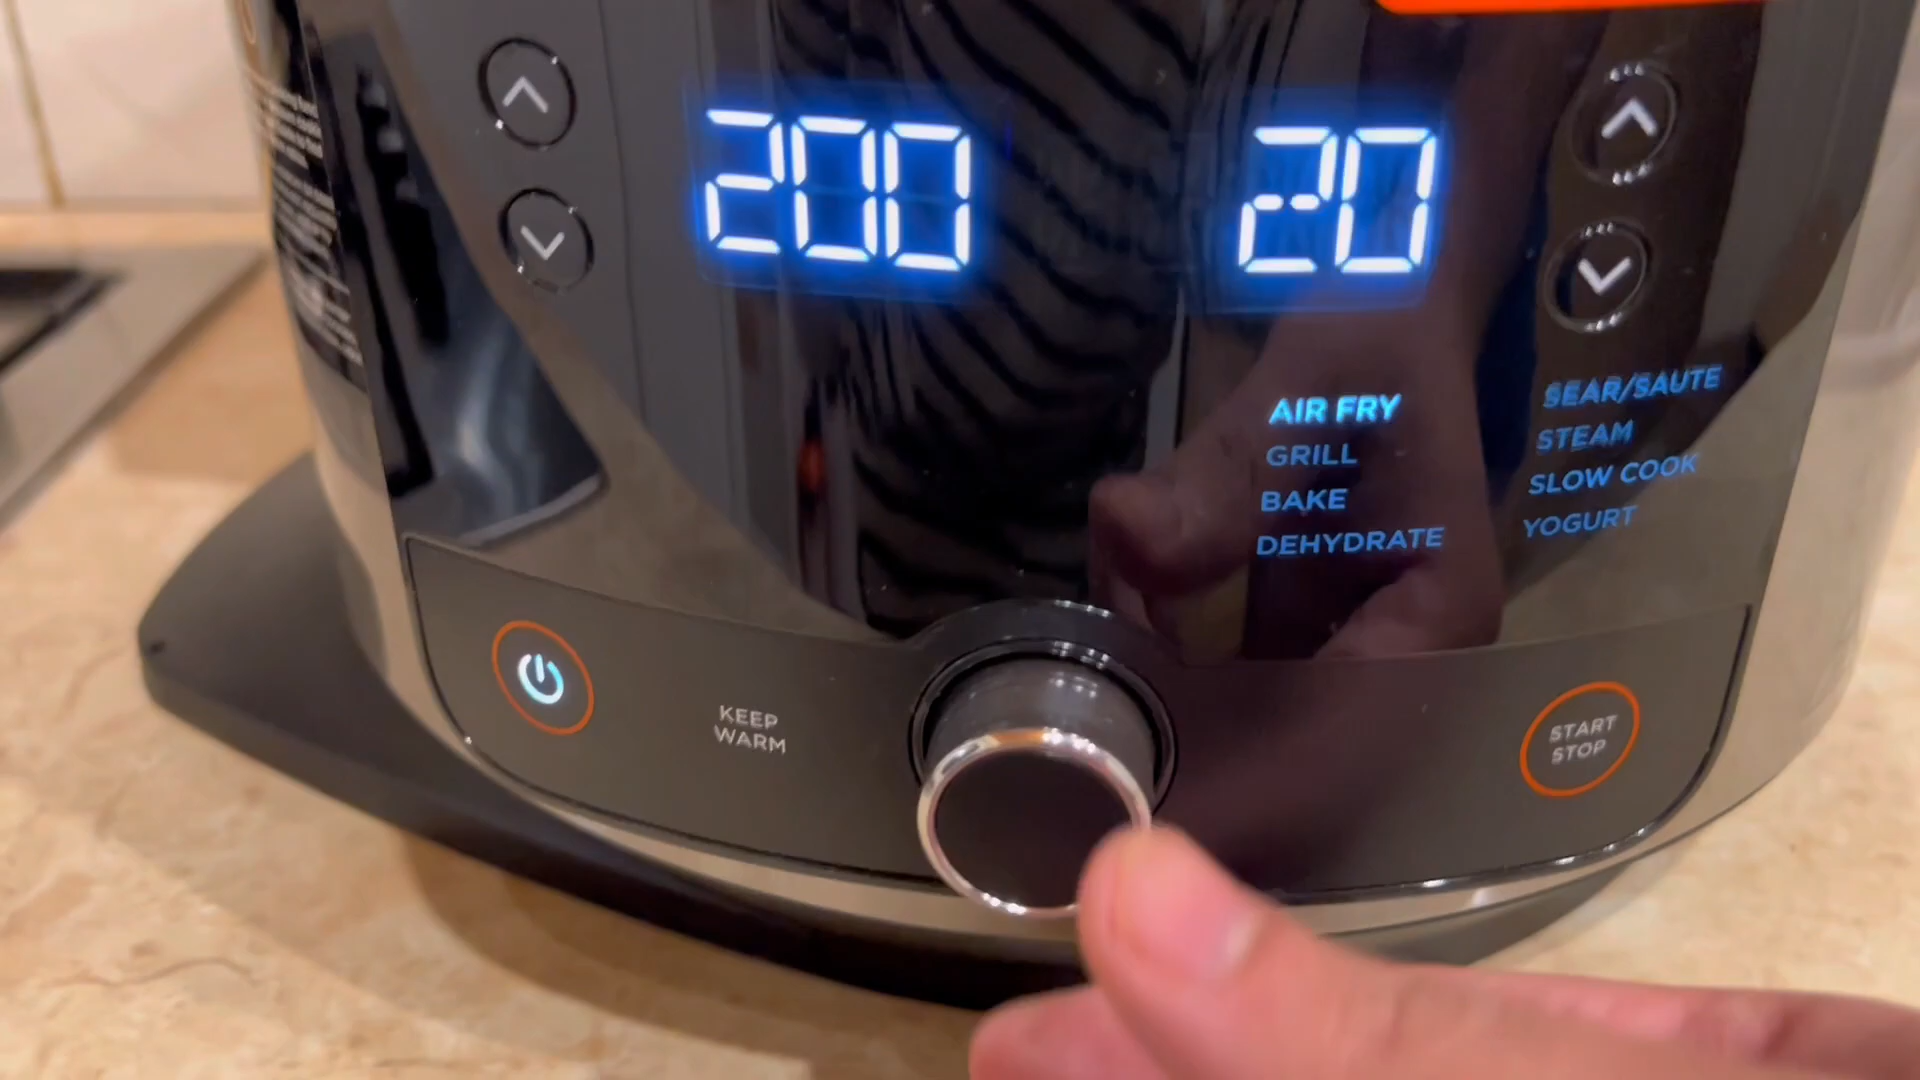 200
20
AIR FRY
GRILL
BAKE
DEHYDRATE
SEAR/SAUTE
STEAM
SLOW COOK
YOGURT
KEEP
WARM
START
STOP